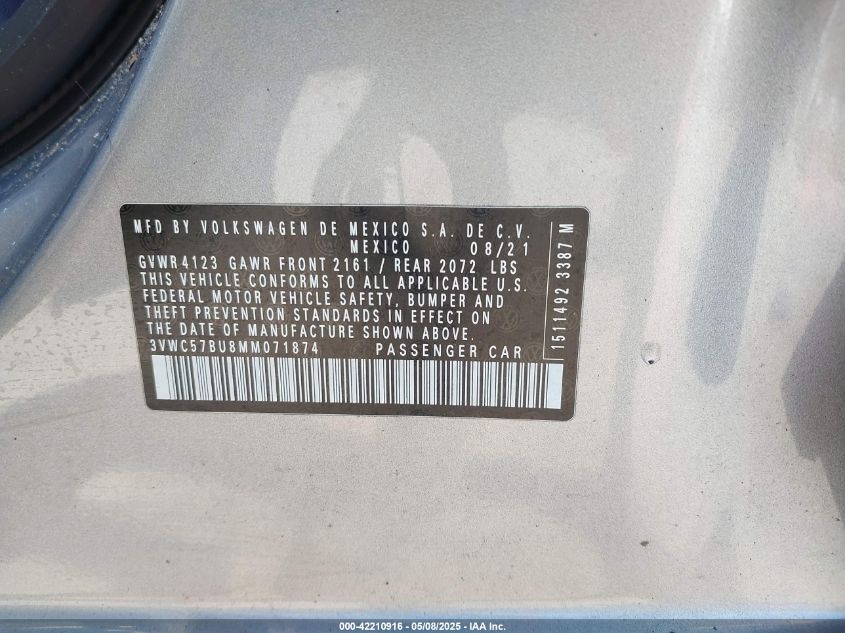 MFD BY VOLKSWAGEN DE MEXICO S.A. DE C.V.
MEXICO 08/21
GVWR 4123 GAWR FRONT 2161 / REAR 2072 LBS
THIS VEHICLE CONFORMS TO ALL APPLICABLE U.S.
FEDERAL MOTOR VEHICLE SAFETY, BUMPER AND
THEFT PREVENTION STANDARDS IN EFFECT ON
THE DATE OF MANUFACTURE SHOWN ABOVE.
3VWC57BU8MM071874 PASSENGER CAR
1511492 3387 M
000-42210916 - 05/08/2025 - IAA Inc.